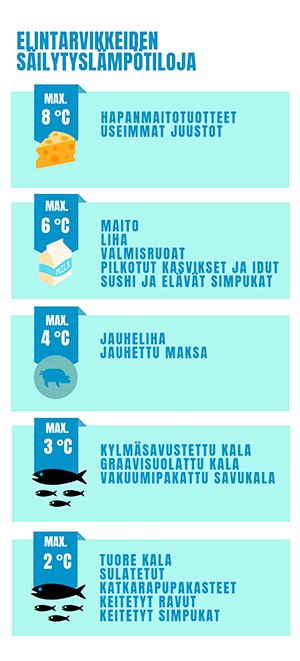 ELINTARVIKKEIDEN
SÄILYTYSLÄMPÖTILOJA
MAX.
8 °C
HAPANMAITOTUOTTEET
USEIMMAT JUUSTOT
MAX.
6 °C
MILK
MAITO
LIHA
VALMISRUOAT
PILKOTUT KASVIKSET JA IDUT
SUSHI JA ELÄVÄT SIMPUKAT
MAX.
4 °C
JAUHELIHA
JAUHETTU MAKSA
MAX.
3 °C
KYLMÄSAVUSTETTU KALA
GRAAVISUOLATTU KALA
VAKUUMIPAKATTU SAVUKALA
MAX.
2 °C
TUORE KALA
SULATETUT
KATKARAPUPAKASTEET
KEITETYT RAVUT
KEITETYT SIMPUKAT